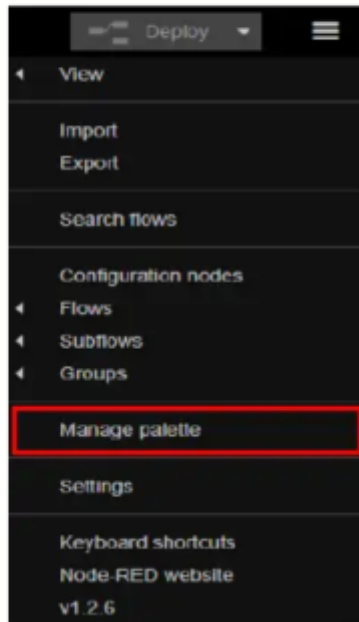 Deploy
View
Import
Export
Search flows
Configuration nodes
Flows
Subflows
Groups
Manage palette
Settings
Keyboard shortcuts
Node-RED website
v1.2.6